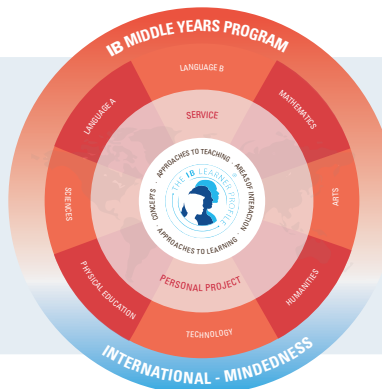 IB MIDDLE YEARS PROGRAM
LANGUAGE B
LANGUAGE A
MATHEMATICS
SERVICE
APPROACHES TO TEACHING · AREAS OF INTERACTION · APPROACHES TO LEARNING · CONCEPTS ·
THE IB LEARNER PROFILE
SCIENCES
ARTS
PERSONAL PROJECT
PHYSICAL EDUCATION
HUMANITIES
TECHNOLOGY
INTERNATIONAL - MINDEDNESS